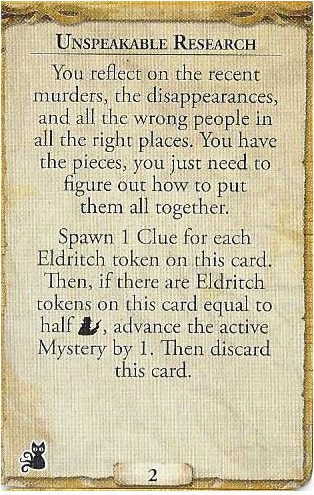 UNSPEAKABLE RESEARCH
You reflect on the recent
murders, the disappearances,
and all the wrong people in
all the right places. You have
the pieces, you just need to
figure out how to put
them all together.
Spawn 1 Clue for each
Eldritch token on this card.
Then, if there are Eldritch
tokens on this card equal to
half , advance the active
Mystery by 1. Then discard
this card.
2